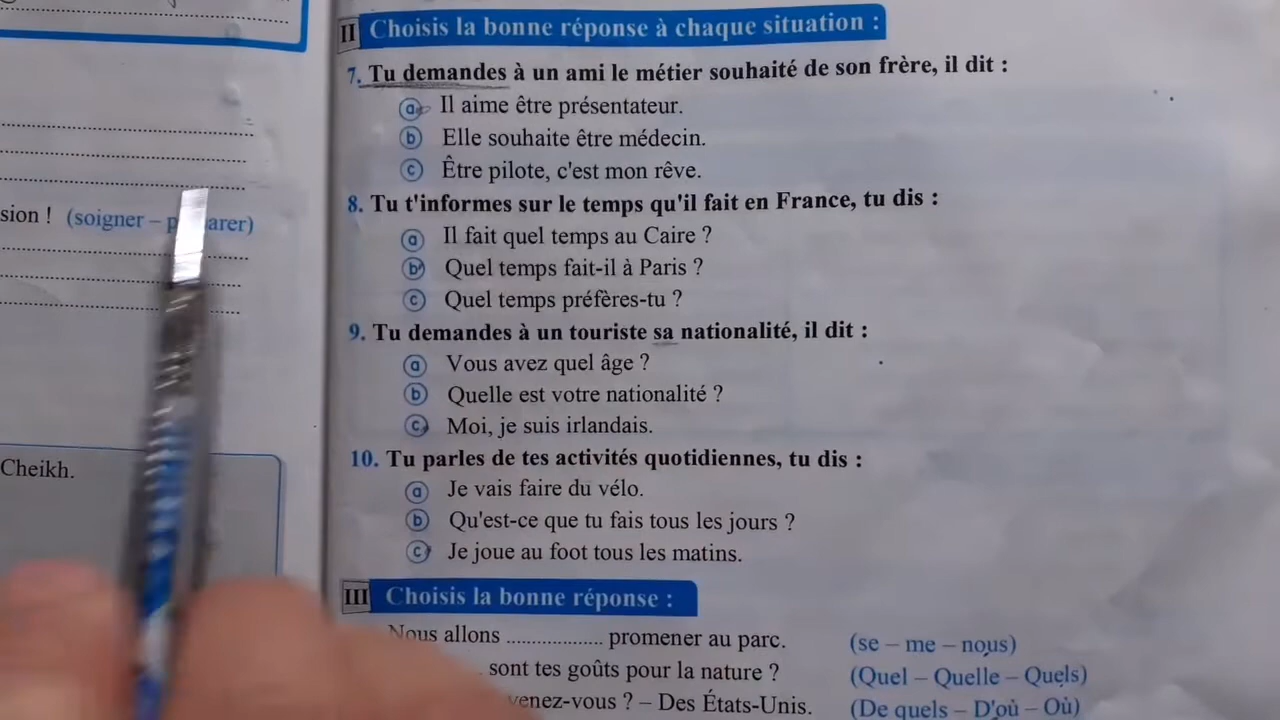 sion ! (soigner –
Cheikh.
II Choisis la bonne réponse à chaque situation :
7. Tu demandes à un ami le métier souhaité de son frère, il dit :
a Il aime être présentateur.
b Elle souhaite être médecin.
c Être pilote, c'est mon rêve.
8. Tu t'informes sur le temps qu'il fait en France, tu dis :
a Il fait quel temps au Caire ?
b Quel temps fait-il à Paris ?
c Quel temps préfères-tu ?
9. Tu demandes à un touriste sa nationalité, il dit :
a Vous avez quel âge ?
b Quelle est votre nationalité ?
c Moi, je suis irlandais.
10. Tu parles de tes activités quotidiennes, tu dis :
a Je vais faire du vélo.
b Qu'est-ce que tu fais tous les jours ?
c Je joue au foot tous les matins.
III Choisis la bonne réponse :
Nous allons .................. promener au parc. (se – me – nous)
sont tes goûts pour la nature ? (Quel – Quelle – Quels)
venez-vous ? – Des États-Unis. (De quels – D'où – Où)